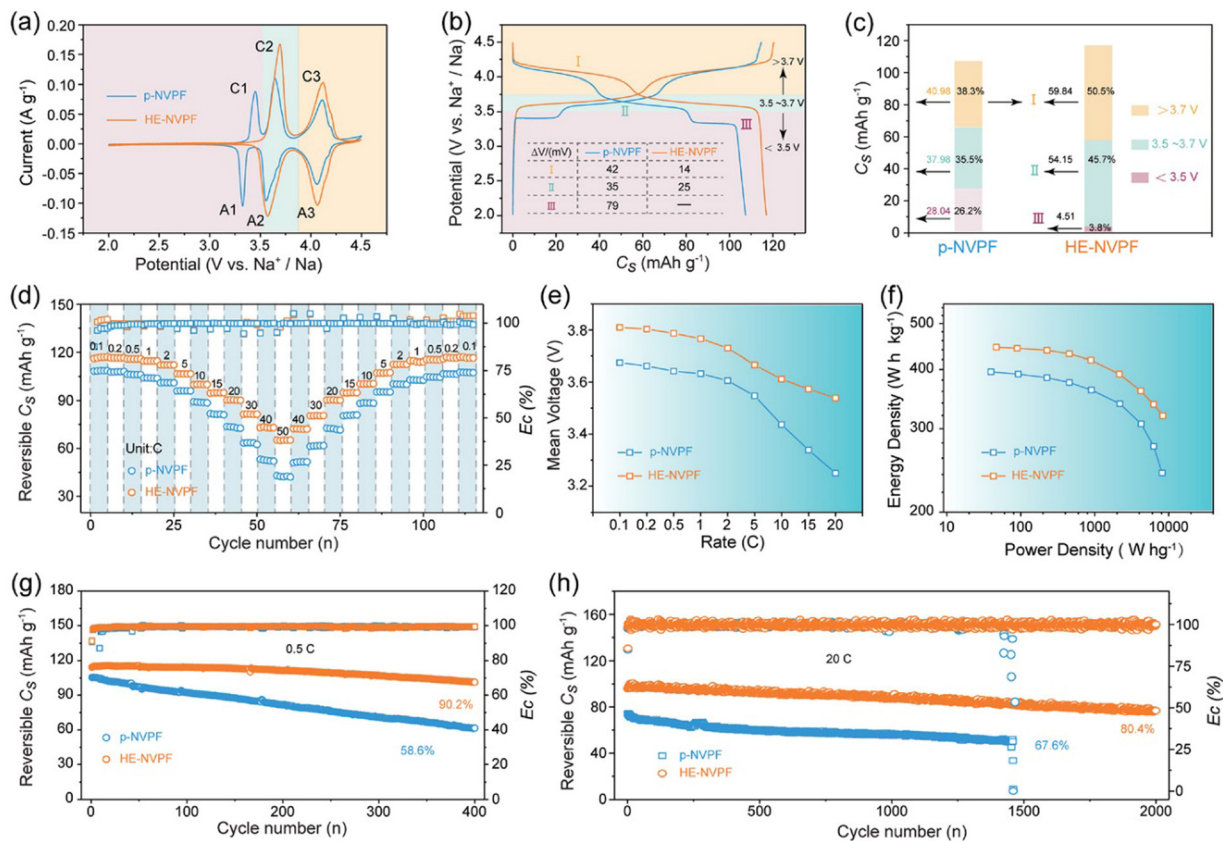 (a)
0.20
0.15
0.10
0.05
0.00
-0.05
-0.10
-0.15
Current (A g⁻¹)
p-NVPF
HE-NVPF
C1
C2
C3
A1
A2
A3
2.0
2.5
3.0
3.5
4.0
4.5
Potential (V vs. Na⁺ / Na)
(b)
4.5
4.0
3.5
3.0
2.5
2.0
Potential (V vs. Na⁺ / Na)
I
II
III
>3.7 V
3.5 ~3.7 V
< 3.5 V
ΔV/(mV) p-NVPF HE-NVPF
I 42 14
II 35 25
III 79 —
0 20 40 60 80 100 120
Cs (mAh g⁻¹)
(c)
120
100
80
60
40
20
0
Cs (mAh g⁻¹)
40.98 38.3% I 59.84 50.5%
37.98 35.5% II 54.15 45.7%
28.04 26.2% III 4.51 3.8%
>3.7 V
3.5 ~3.7 V
< 3.5 V
p-NVPF HE-NVPF
(d)
150
135
120
105
90
75
60
45
30
Reversible Cs (mAh g⁻¹)
0.1 0.2 0.5 1 2 5 10 15 20 30 40 50 40 30 20 15 10 5 2 1 0.5 0.2 0.1
Unit:C
p-NVPF
HE-NVPF
100
75
50
25
0
Ec (%)
0 25 50 75 100
Cycle number (n)
(e)
3.8
3.6
3.4
3.2
Mean Voltage (V)
HE-NVPF
p-NVPF
0.1 0.2 0.5 1 2 5 10 15 20
Rate (C)
(f)
500
400
300
200
Energy Density (W h kg⁻¹)
p-NVPF
HE-NVPF
10 100 1000 10000
Power Density ( W hg⁻¹)
(g)
180
150
120
90
60
30
0
Reversible Cs (mAh g⁻¹)
0.5 C
90.2%
58.6%
p-NVPF
HE-NVPF
120
100
80
60
40
20
0
Ec (%)
0 100 200 300 400
Cycle number (n)
(h)
160
120
80
40
0
Reversible Cs (mAh g⁻¹)
20 C
67.6%
80.4%
p-NVPF
HE-NVPF
100
75
50
25
0
Ec (%)
0 500 1000 1500 2000
Cycle number (n)